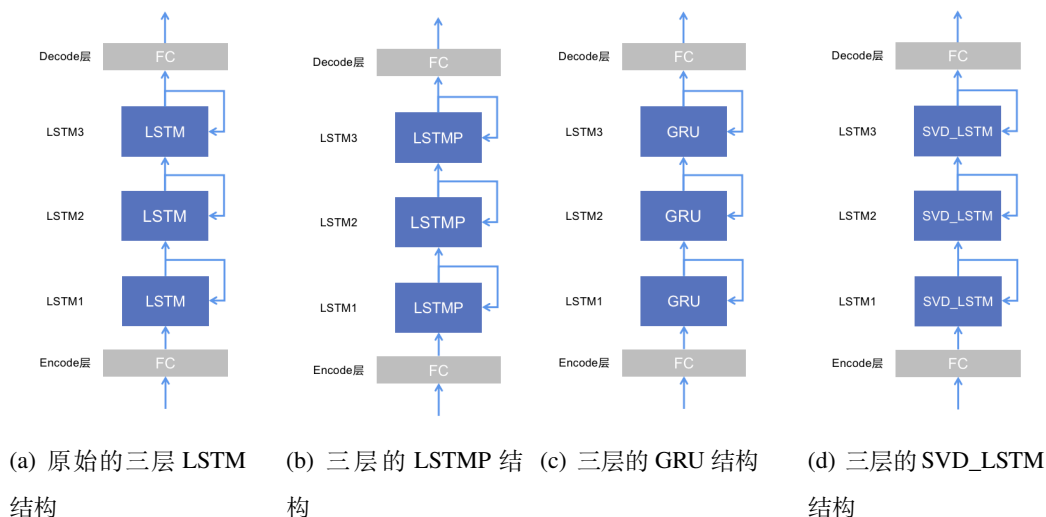 Decode层
FC
LSTM3
LSTM
LSTM2
LSTM
LSTM1
LSTM
Encode层
FC
(a) 原始的三层 LSTM
结构
Decode层
FC
LSTM3
LSTMP
LSTM2
LSTMP
LSTM1
LSTMP
Encode层
FC
(b) 三层的 LSTMP 结
构
Decode层
FC
LSTM3
GRU
LSTM2
GRU
LSTM1
GRU
Encode层
FC
(c) 三层的 GRU 结构
Decode层
FC
LSTM3
SVD_LSTM
LSTM2
SVD_LSTM
LSTM1
SVD_LSTM
Encode层
FC
(d) 三层的 SVD_LSTM
结构